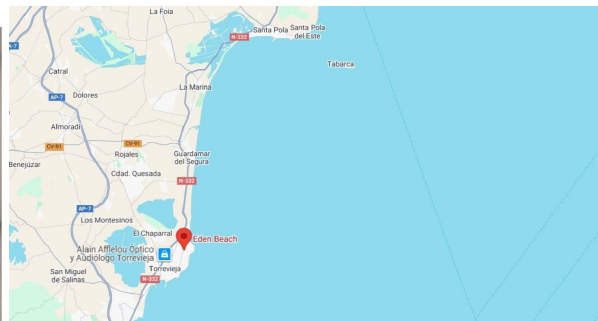 La Foia
N-332
Santa Pola
Santa Pola
del Este
Tabarca
Catral
La Marina
AP-7
Dolores
Almoradí
CV-91
CV-91
Rojales
Guardamar
del Segura
Benejúzar
Cdad. Quesada
N-332
AP-7
Los Montesinos
El Chaparral
Eden Beach
Alain Afflelou Óptico
y Audiólogo Torrevieja
Torrevieja
San Miguel
de Salinas
N-332